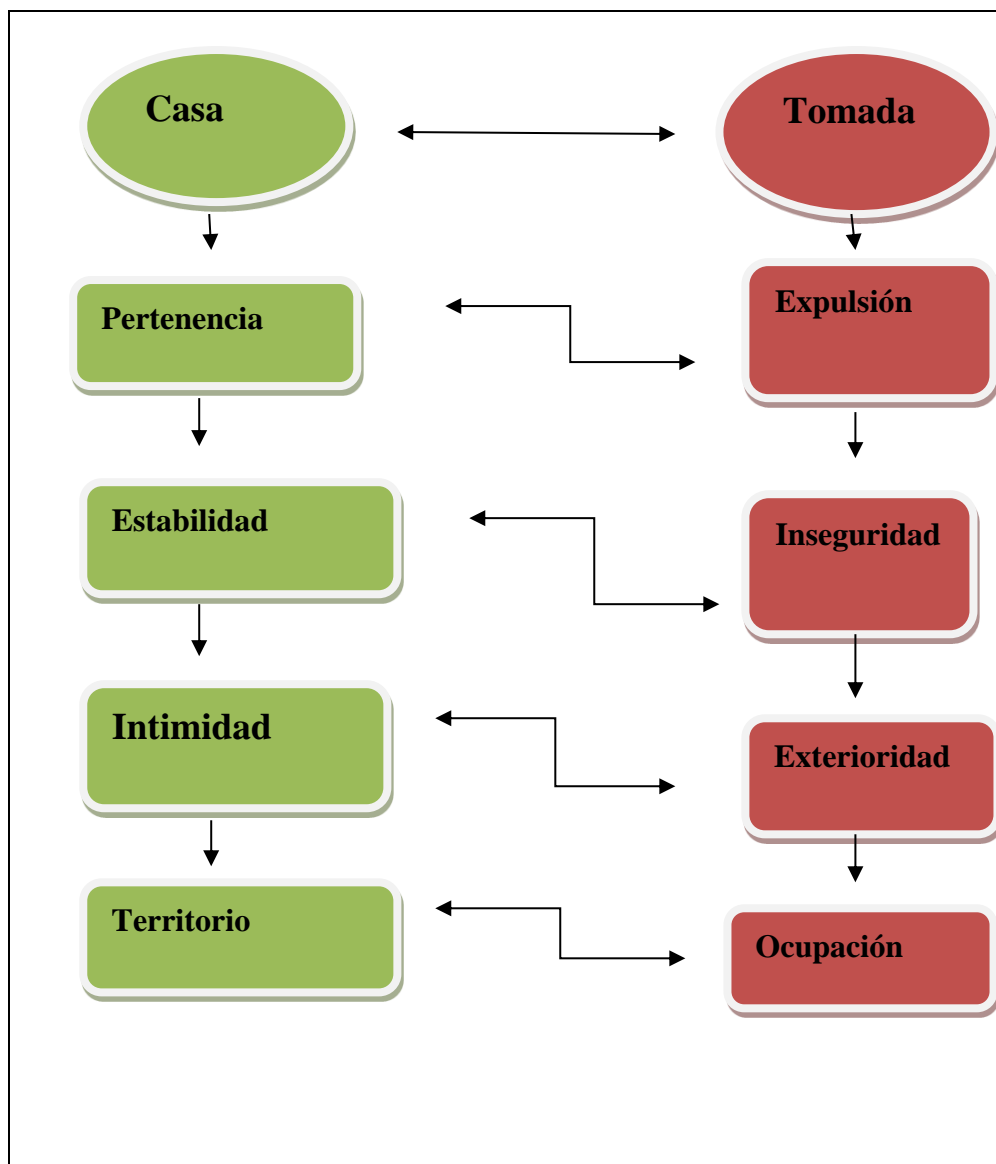 Casa
Tomada
Pertenencia
Expulsión
Estabilidad
Inseguridad
Intimidad
Exterioridad
Territorio
Ocupación